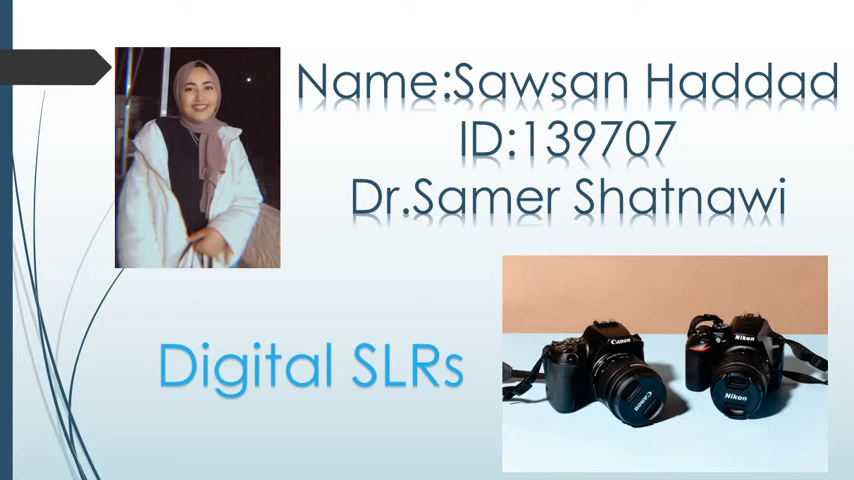 Name:Sawsan Haddad
ID:139707
Dr.Samer Shatnawi
Digital SLRs
Canon
Nikon
Canon
Nikon